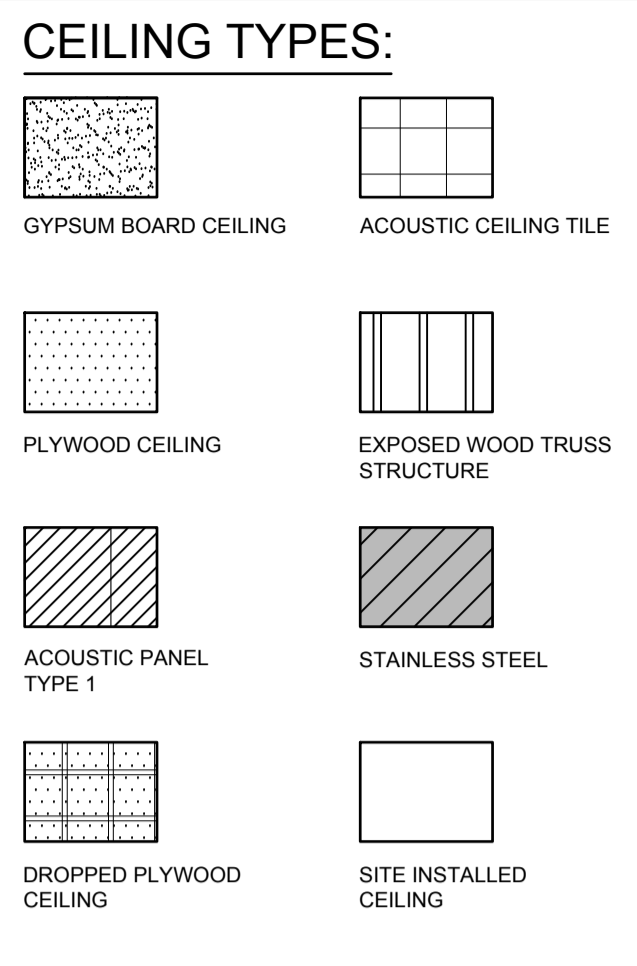 CEILING TYPES:
GYPSUM BOARD CEILING
ACOUSTIC CEILING TILE
PLYWOOD CEILING
EXPOSED WOOD TRUSS
STRUCTURE
ACOUSTIC PANEL
TYPE 1
STAINLESS STEEL
DROPPED PLYWOOD
CEILING
SITE INSTALLED
CEILING